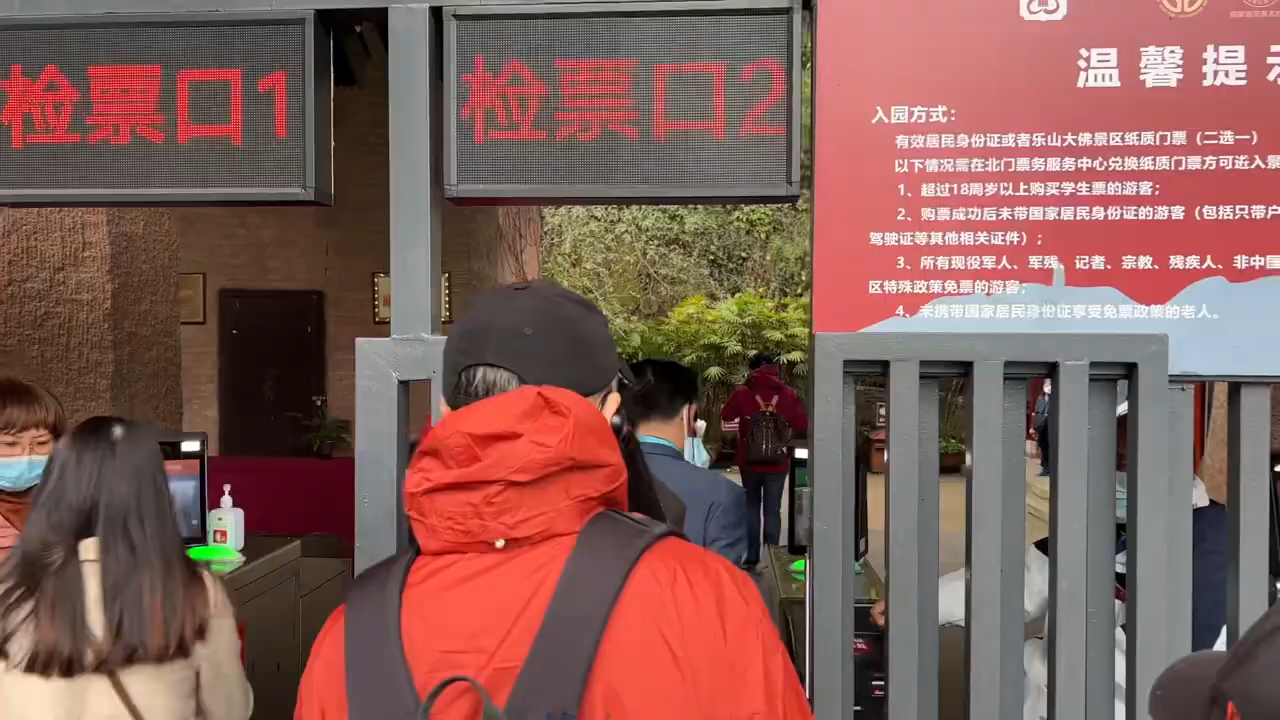 检票口1
检票口2
温馨提示
入园方式：
有效居民身份证或者乐山大佛景区纸质门票（二选一）
以下情况需在北门票务服务中心兑换纸质门票方可进入景
1、超过18周岁以上购买学生票的游客；
2、购票成功后未带国家居民身份证的游客（包括只带户
驾驶证等其他相关证件）；
3、所有现役军人、军残、记者、宗教、残疾人、非中国
区特殊政策免票的游客；
4、未携带国家居民身份证享受免票政策的老人。